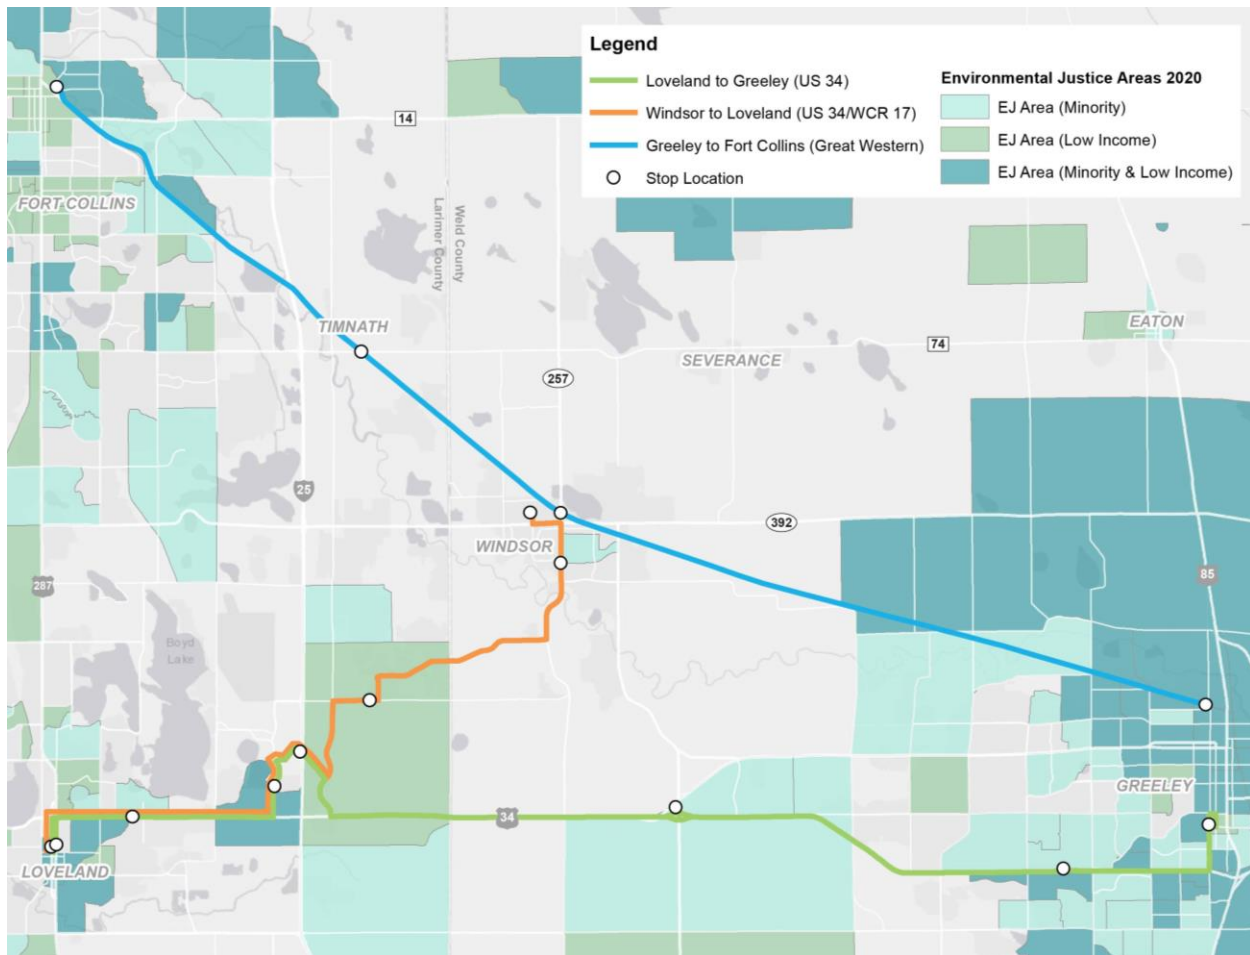 Legend
Loveland to Greeley (US 34)
Windsor to Loveland (US 34/WCR 17)
Greeley to Fort Collins (Great Western)
Stop Location
Environmental Justice Areas 2020
EJ Area (Minority)
EJ Area (Low Income)
EJ Area (Minority & Low Income)
14
FORT COLLINS
Larimer County
Weld County
TIMNATH
EATON
74
SEVERANCE
257
25
392
WINDSOR
287
85
Boyd
Lake
GREELEY
34
LOVELAND